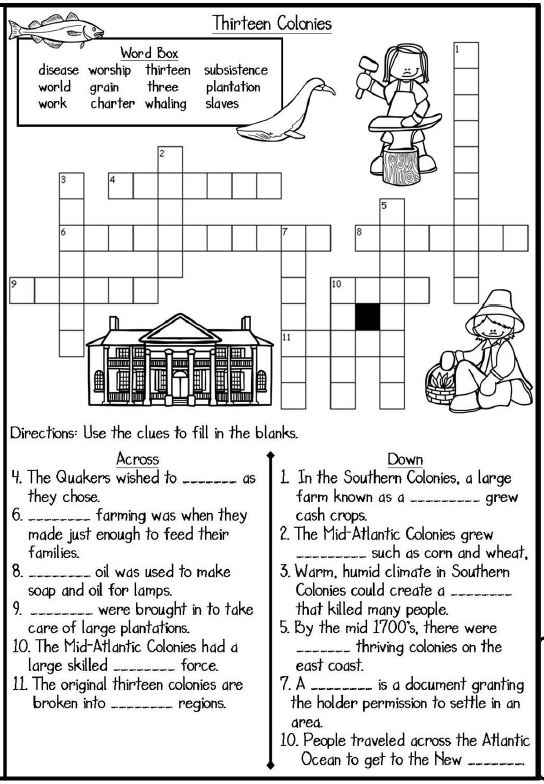 Thirteen Colonies
Word Box
disease worship thirteen subsistence
world grain three plantation
work charter whaling slaves
1
2
3
4
5
6
7
8
9
10
11
Directions: Use the clues to fill in the blanks.
Across
4. The Quakers wished to _______ as
they chose.
6. ________ farming was when they
made just enough to feed their
families.
8. ________ oil was used to make
soap and oil for lamps.
9. ________ were brought in to take
care of large plantations.
10. The Mid-Atlantic Colonies had a
large skilled ________ force.
11. The original thirteen colonies are
broken into ________ regions.
Down
1. In the Southern Colonies, a large
farm known as a _________ grew
cash crops.
2. The Mid-Atlantic Colonies grew
_________ such as corn and wheat,
3. Warm, humid climate in Southern
Colonies could create a ________
that killed many people.
5. By the mid 1700's, there were
_______ thriving colonies on the
east coast.
7. A ________ is a document granting
the holder permission to settle in an
area.
10. People traveled across the Atlantic
Ocean to get to the New _______.